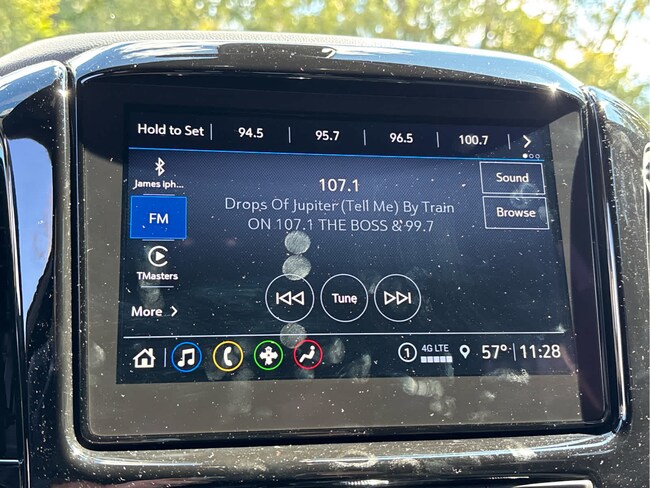 Hold to Set 94.5 95.7 96.5 100.7
James iph...
107.1
Sound
FM
Drops Of Jupiter (Tell Me) By Train
ON 107.1 THE BOSS & 99.7
Browse
TMasters
More
Tune
1 4G LTE 57° 11:28